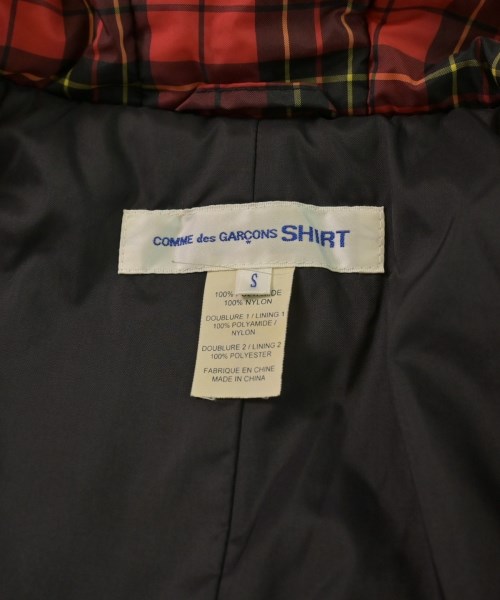 COMME des GARÇONS SHIRT
S
100% POLYAMIDE
100% NYLON
DOUBLURE 1 / LINING 1
100% POLYAMIDE /
NYLON
DOUBLURE 2 / LINING 2
100% POLYESTER
FABRIQUE EN CHINE
MADE IN CHINA